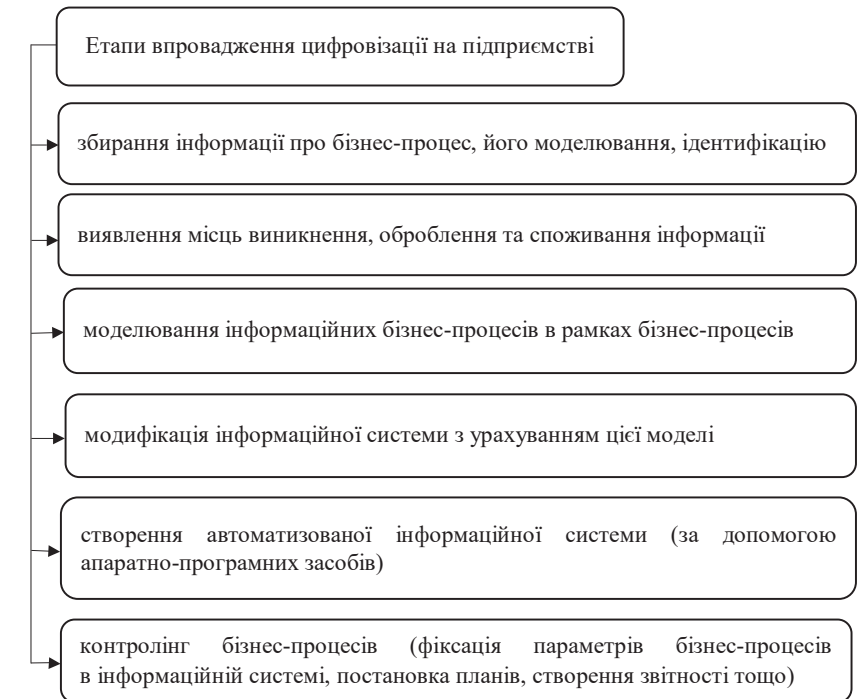 Етапи впровадження цифровізації на підприємстві
збирання інформації про бізнес-процес, його моделювання, ідентифікацію
виявлення місць виникнення, оброблення та споживання інформації
моделювання інформаційних бізнес-процесів в рамках бізнес-процесів
модифікація інформаційної системи з урахуванням цієї моделі
створення автоматизованої інформаційної системи (за допомогою
апаратно-програмних засобів)
контролінг бізнес-процесів (фіксація параметрів бізнес-процесів
в інформаційній системі, постановка планів, створення звітності тощо)